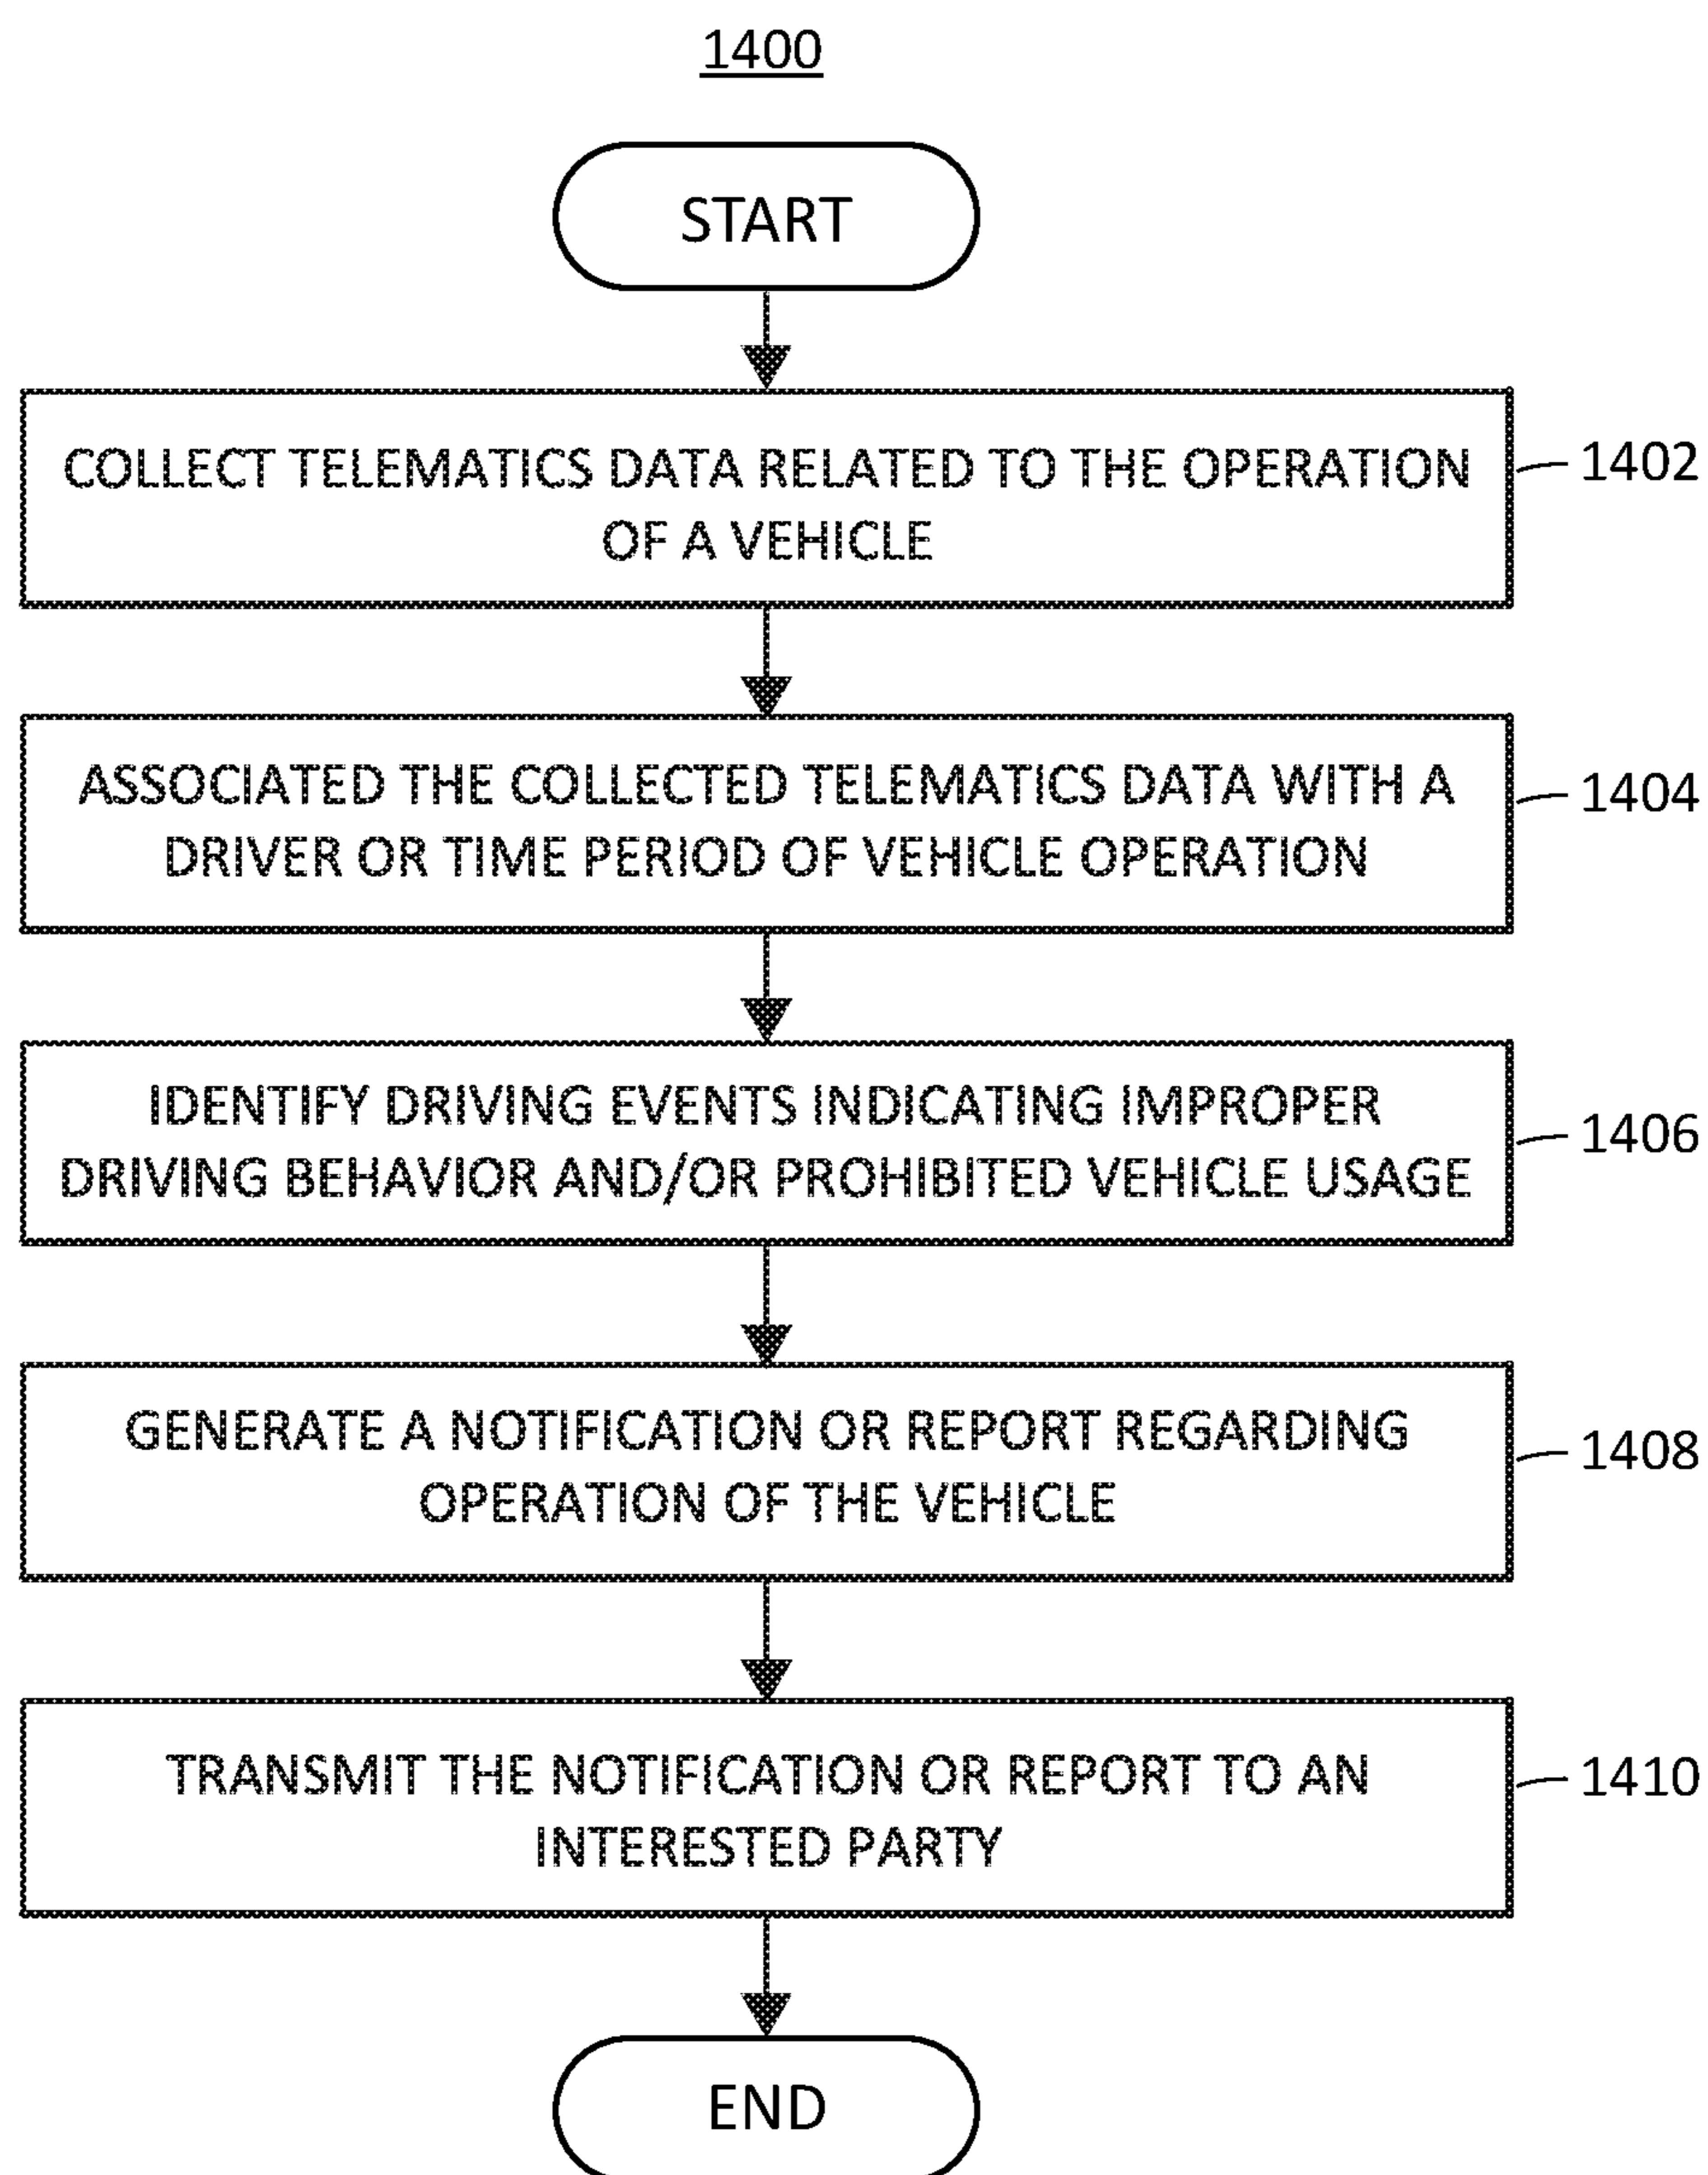 1400
START
COLLECT TELEMATICS DATA RELATED TO THE OPERATION
OF A VEHICLE
1402
ASSOCIATED THE COLLECTED TELEMATICS DATA WITH A
DRIVER OR TIME PERIOD OF VEHICLE OPERATION
1404
IDENTIFY DRIVING EVENTS INDICATING IMPROPER
DRIVING BEHAVIOR AND/OR PROHIBITED VEHICLE USAGE
1406
GENERATE A NOTIFICATION OR REPORT REGARDING
OPERATION OF THE VEHICLE
1408
TRANSMIT THE NOTIFICATION OR REPORT TO AN
INTERESTED PARTY
1410
END